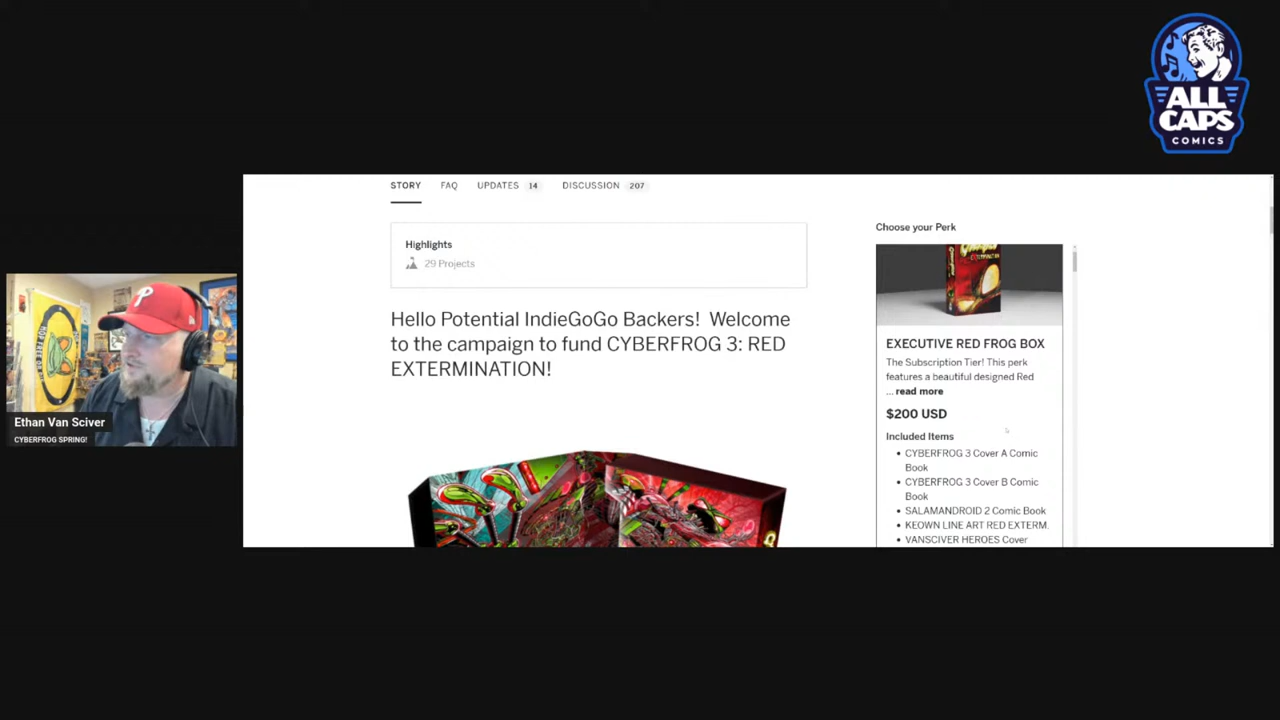 ALL
CAPS
COMICS
STORY FAQ UPDATES 14 DISCUSSION 207
Highlights
29 Projects
Hello Potential IndieGoGo Backers! Welcome
to the campaign to fund CYBERFROG 3: RED
EXTERMINATION!
Choose your Perk
EXECUTIVE RED FROG BOX
The Subscription Tier! This perk
features a beautiful designed Red
... read more
$200 USD
Included Items
• CYBERFROG 3 Cover A Comic
Book
• CYBERFROG 3 Cover B Comic
Book
• SALAMANDROID 2 Comic Book
• KEOWN LINE ART RED EXTERM.
• VANSCIVER HEROES Cover
Ethan Van Sciver
CYBERFROG SPRING!